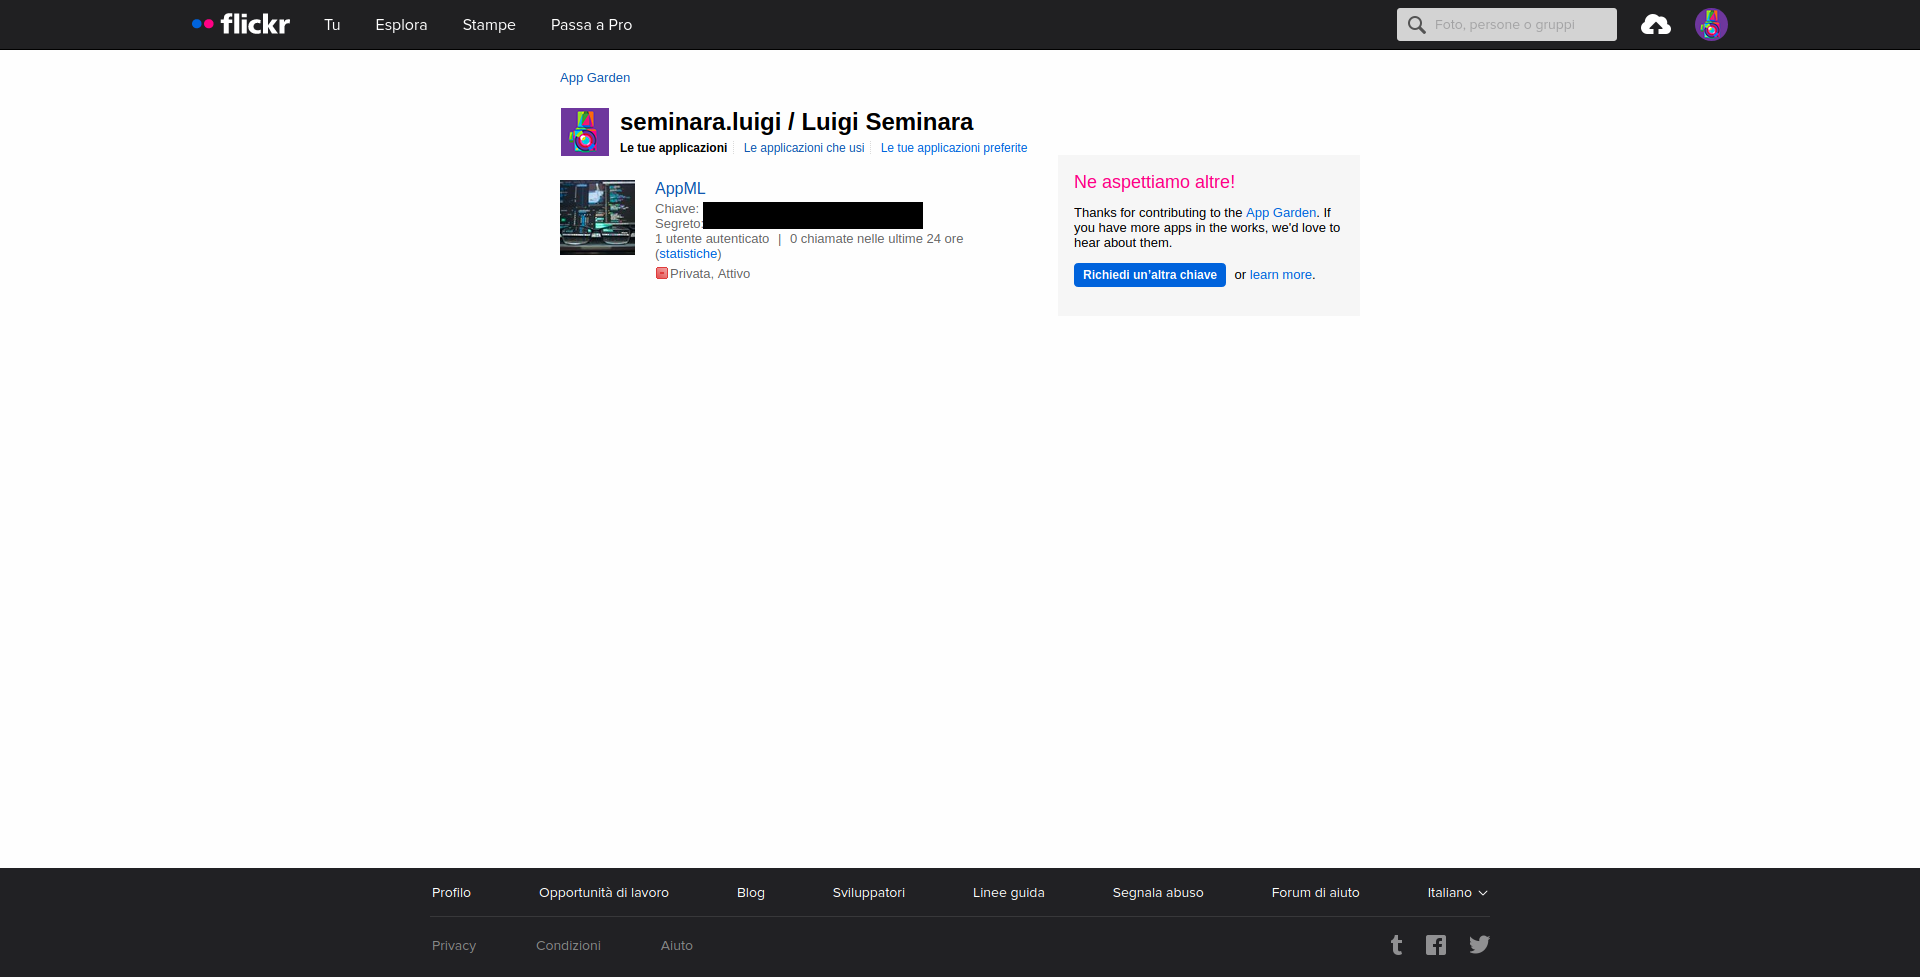 flickr Tu Esplora Stampe Passa a Pro Foto, persone o gruppi
App Garden
seminara.luigi / Luigi Seminara
Le tue applicazioni Le applicazioni che usi Le tue applicazioni preferite
AppML
Chiave:
Segreto:
1 utente autenticato | 0 chiamate nelle ultime 24 ore
(statistiche)
Privata, Attivo
Ne aspettiamo altre!
Thanks for contributing to the App Garden. If
you have more apps in the works, we'd love to
hear about them.
Richiedi un'altra chiave or learn more.
Profilo Opportunità di lavoro Blog Sviluppatori Linee guida Segnala abuso Forum di aiuto Italiano
Privacy Condizioni Aiuto